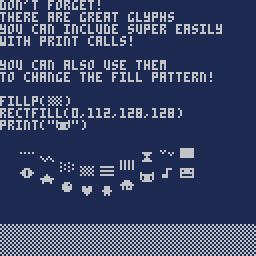 DON'T FORGET!
THERE ARE GREAT GLYPHS
YOU CAN INCLUDE SUPER EASILY
WITH PRINT CALLS!
YOU CAN ALSO USE THEM
TO CHANGE THE FILL PATTERN!
FILLP(▒)
RECTFILL(0,112,128,128)
PRINT("🐱")